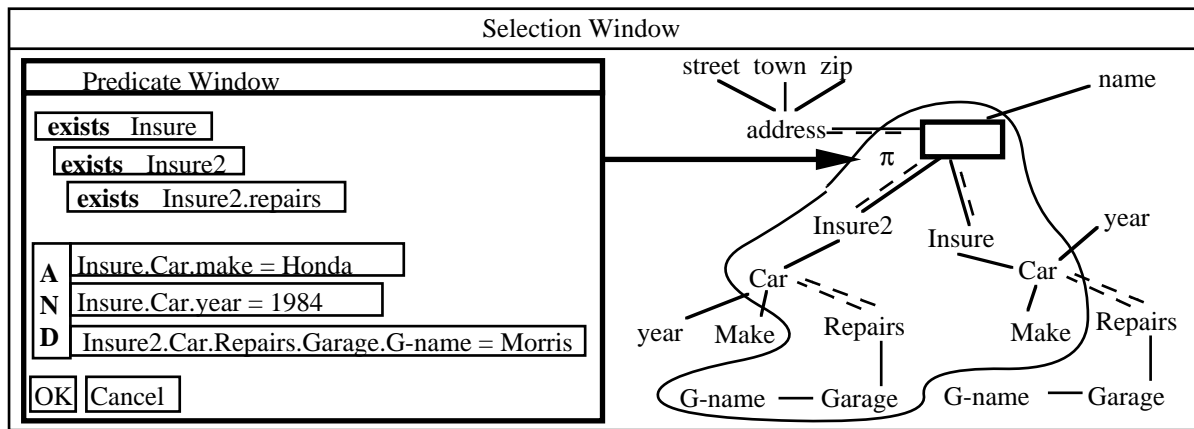 Selection Window
Predicate Window
exists Insure
exists Insure2
exists Insure2.repairs
A
N
D
Insure.Car.make = Honda
Insure.Car.year = 1984
Insure2.Car.Repairs.Garage.G-name = Morris
OK Cancel
street town zip
name
address
π
Insure2
Insure
year
Car
Car
year
Make
Repairs
Make
Repairs
G-name
Garage
G-name
Garage